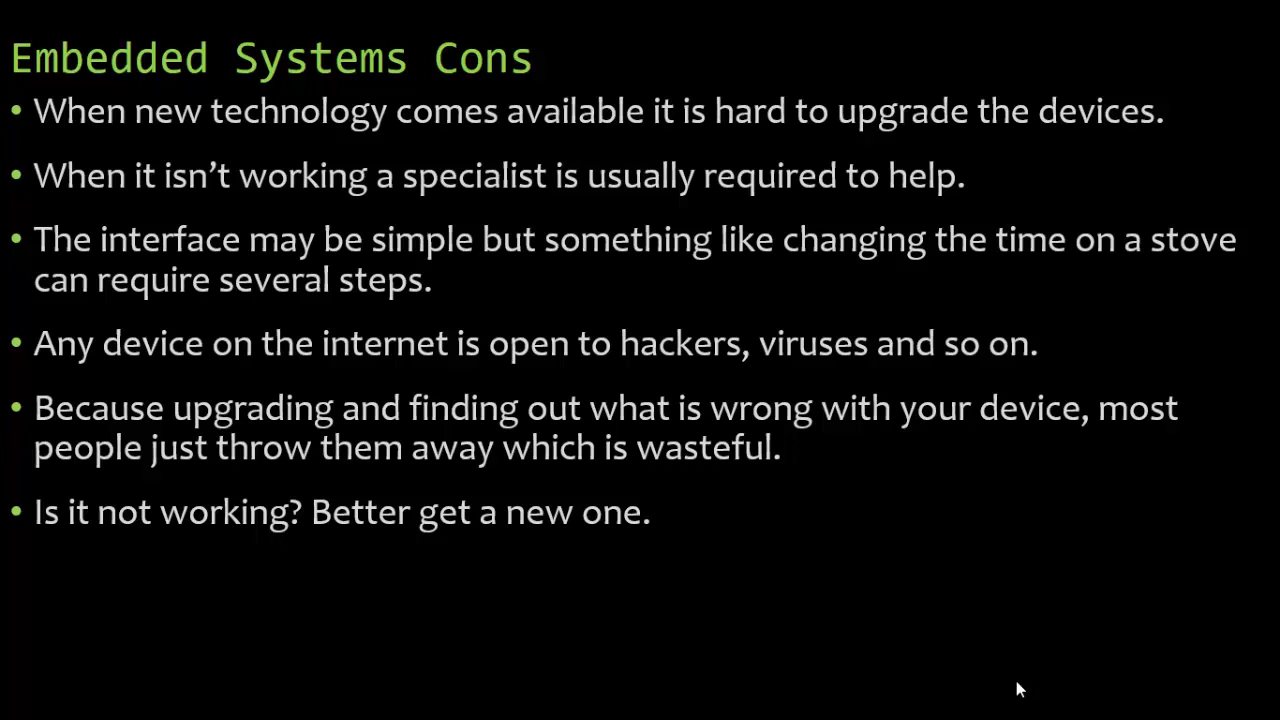 Embedded Systems Cons
• When new technology comes available it is hard to upgrade the devices.
• When it isn’t working a specialist is usually required to help.
• The interface may be simple but something like changing the time on a stove
can require several steps.
• Any device on the internet is open to hackers, viruses and so on.
• Because upgrading and finding out what is wrong with your device, most
people just throw them away which is wasteful.
• Is it not working? Better get a new one.